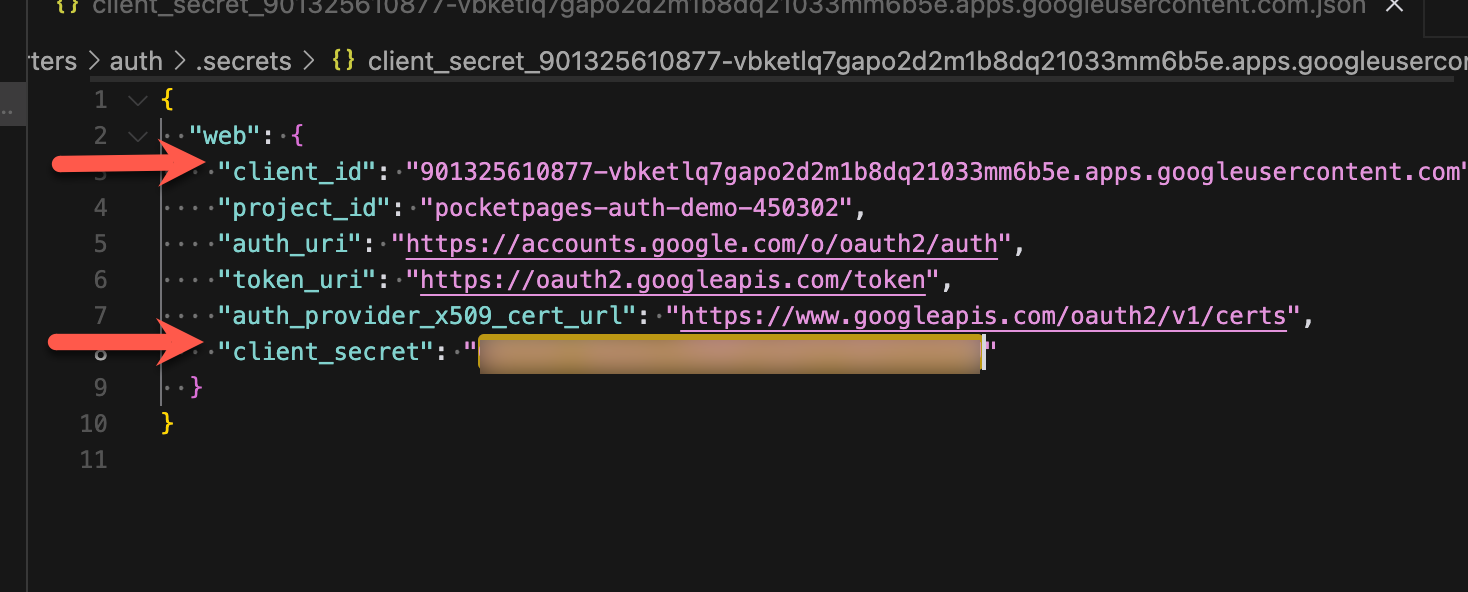 {} client_secret_901325610877-vbketlq7gapo2d2m1b8dq21033mm6b5e.apps.googleusercontent.com.json ×
rters > auth > .secrets > {} client_secret_901325610877-vbketlq7gapo2d2m1b8dq21033mm6b5e.apps.googleusercor
1 {
2 "web": {
3 "client_id": "901325610877-vbketlq7gapo2d2m1b8dq21033mm6b5e.apps.googleusercontent.com"
4 "project_id": "pocketpages-auth-demo-450302",
5 "auth_uri": "https://accounts.google.com/o/oauth2/auth",
6 "token_uri": "https://oauth2.googleapis.com/token",
7 "auth_provider_x509_cert_url": "https://www.googleapis.com/oauth2/v1/certs",
8 "client_secret": ""
9 }
10 }
11